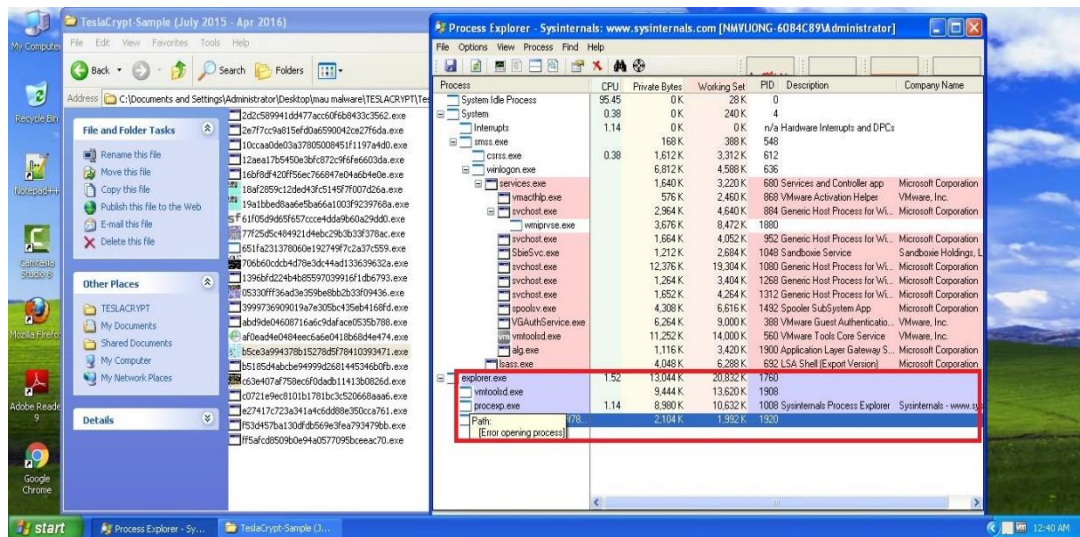 My Computer
Recycle Bin
Notepad++
Camtasia
Studio 8
Mozilla Firefox
Adobe Reade
9
Google
Chrome
TeslaCrypt-Sample (July 2015 - Apr 2016)
File Edit View Favorites Tools Help
Back Search Folders
Address C:\Documents and Settings\Administrator\Desktop\mau malware\TESLACRYPT\Tes
File and Folder Tasks
Rename this file
Move this file
Copy this file
Publish this file to the Web
E-mail this file
Delete this file
Other Places
TESLACRYPT
My Documents
Shared Documents
My Computer
My Network Places
Details
2d2c589941dd477acc60f6b8433c3562.exe
2e7f7cc9a815efd0a6590042ce27f6da.exe
10ccaa0de03a37805008451f1197a4d0.exe
12aea17b5450e3bfc872c9f6fe6603da.exe
16bf8df420ff56ec766847e04a6b4e0e.exe
18af2859c12ded43fc5145f7f007d26a.exe
19a1bbed8aa6e5ba66a1003f9239768a.exe
61f05d9d65f657ccce4dda9b60a29dd0.exe
77f25d5c484921d4ebc29b3b33f378ac.exe
651fa231378060e192749f7c2a37c559.exe
706b60cdcb4d78e3dc44ad133639632a.exe
1396bfd224b4b85597039916f1db6793.exe
05330fff36ad3e359be8bb2b33f09436.exe
3999736909019a7e305bc435eb4168fd.exe
abd9de04608716a6c9daface0535b788.exe
af0ead4e0484eec6a6e0418b68d4e474.exe
b5ce3a994378b15278d5f78410393471.exe
b5185d4abcbe94999d2681445346b0fb.exe
c63e407af758ec6f0dadb11413b0826d.exe
c0721e9ec8101b1781bc3c520668aaa6.exe
e27417c723a341a4c6dd88e350cca761.exe
f53d457ba130dfdb569e3fea793479bb.exe
ff5afcd8509b0e94a0577095bceeac70.exe
Process Explorer - Sysinternals: www.sysinternals.com [NMVUONG-6084C89\Administrator]
File Options View Process Find Help
Process CPU Private Bytes Working Set PID Description Company Name
System Idle Process 95.45 0 K 28 K 0
System 0.38 0 K 240 K 4
Interrupts 1.14 0 K 0 K n/a Hardware Interrupts and DPCs
smss.exe 168 K 388 K 548
csrss.exe 0.38 1,612 K 3,312 K 612
winlogon.exe 6,812 K 4,588 K 636
services.exe 1,640 K 3,220 K 680 Services and Controller app Microsoft Corporation
vmacthlp.exe 576 K 2,460 K 868 VMware Activation Helper VMware, Inc.
svchost.exe 2,964 K 4,640 K 884 Generic Host Process for Wi... Microsoft Corporation
wmiprvse.exe 3,676 K 8,472 K 1880
svchost.exe 1,664 K 4,052 K 952 Generic Host Process for Wi... Microsoft Corporation
SbieSvc.exe 1,212 K 2,684 K 1048 Sandboxie Service Sandboxie Holdings, L
svchost.exe 12,376 K 19,304 K 1080 Generic Host Process for Wi... Microsoft Corporation
svchost.exe 1,264 K 3,404 K 1268 Generic Host Process for Wi... Microsoft Corporation
svchost.exe 1,652 K 4,264 K 1312 Generic Host Process for Wi... Microsoft Corporation
spoolsv.exe 4,308 K 6,616 K 1492 Spooler SubSystem App Microsoft Corporation
VGAuthService.exe 6,264 K 9,000 K 388 VMware Guest Authenticatio... VMware, Inc.
vmtoolsd.exe 11,252 K 14,000 K 560 VMware Tools Core Service VMware, Inc.
alg.exe 1,116 K 3,420 K 1900 Application Layer Gateway S... Microsoft Corporation
lsass.exe 4,048 K 6,288 K 692 LSA Shell (Export Version) Microsoft Corporation
explorer.exe 1.52 13,044 K 20,832 K 1760
vmtoolsd.exe 9,444 K 13,620 K 1908
procexp.exe 1.14 8,980 K 10,632 K 1008 Sysinternals Process Explorer Sysinternals - www.sys
Path: 78... 2,104 K 1,992 K 1920
[Error opening process]
start Process Explorer - Sy... TeslaCrypt-Sample (J... 12:40 AM